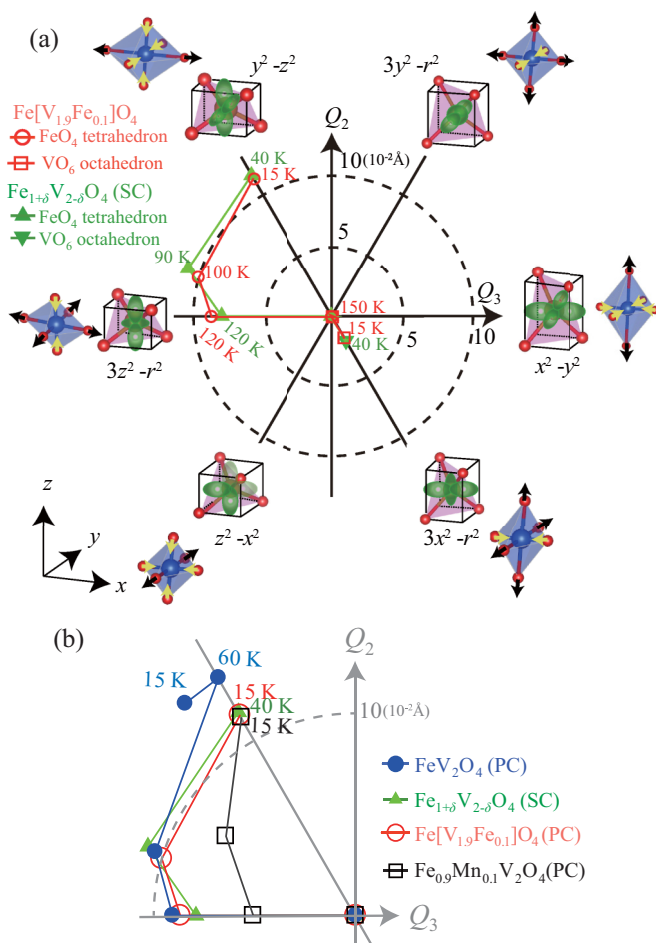 (a)
y² -z²
3y² -r²
Fe[V₁.₉Fe₀.₁]O₄
FeO₄ tetrahedron
VO₆ octahedron
Fe₁₊δV₂₋δO₄ (SC)
FeO₄ tetrahedron
VO₆ octahedron
Q₂
10(10⁻²Å)
40 K
15 K
5
90 K
100 K
Q₃
150 K
15 K
40 K
120 K
120 K
5
10
3z² -r²
x² -y²
z² -x²
3x² -r²
z
y
x
(b)
Q₂
60 K
15 K
15 K
40 K
15 K
10(10⁻²Å)
FeV₂O₄ (PC)
Fe₁₊δV₂₋δO₄ (SC)
Fe[V₁.₉Fe₀.₁]O₄ (PC)
Fe₀.₉Mn₀.₁V₂O₄(PC)
Q₃